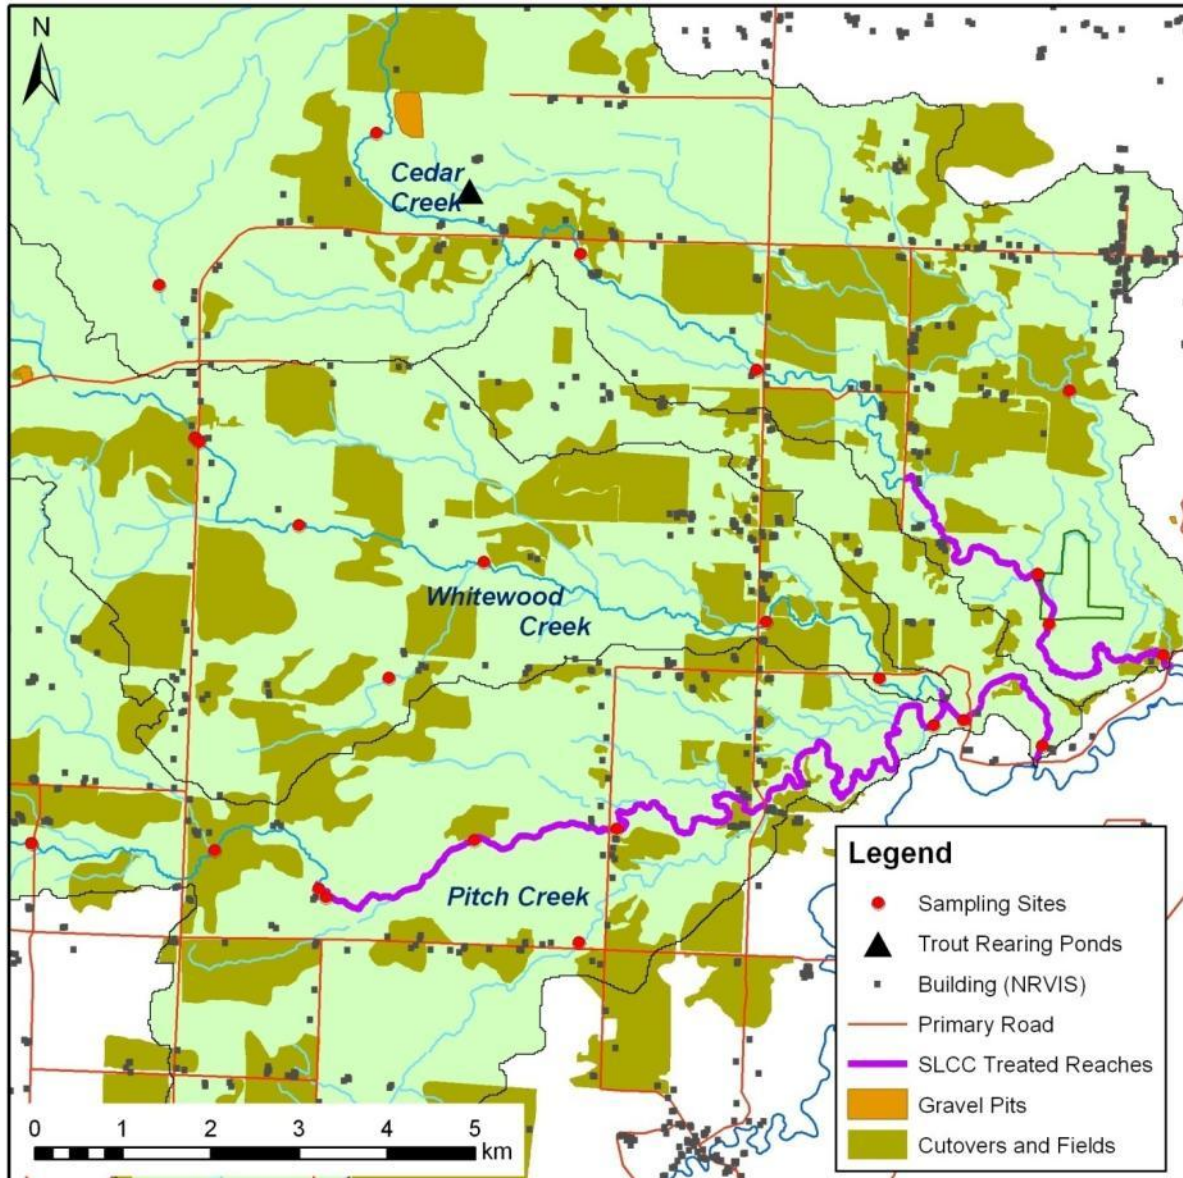 N
Cedar
Creek
Whitewood
Creek
Pitch Creek
Legend
Sampling Sites
Trout Rearing Ponds
Building (NRVIS)
Primary Road
SLCC Treated Reaches
Gravel Pits
Cutovers and Fields
0 1 2 3 4 5
km